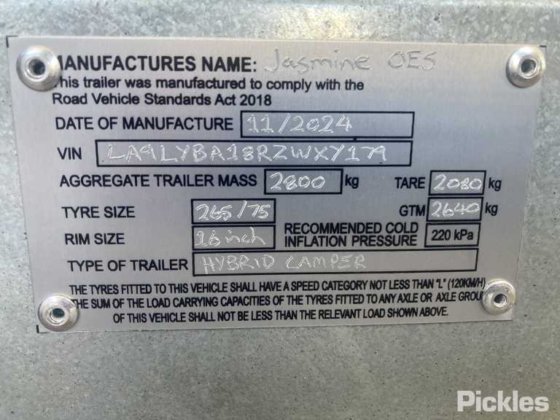 MANUFACTURES NAME: Jasmine OES
This trailer was manufactured to comply with the
Road Vehicle Standards Act 2018
DATE OF MANUFACTURE 11/2024
VIN LA9LYBA18RZWXY179
AGGREGATE TRAILER MASS 2800 kg TARE 2080 kg
TYRE SIZE 265/75 GTM 2640 kg
RIM SIZE 16inch RECOMMENDED COLD INFLATION PRESSURE 220 kPa
TYPE OF TRAILER HYBRID CAMPER
THE TYRES FITTED TO THIS VEHICLE SHALL HAVE A SPEED CATEGORY NOT LESS THAN "L" (120KM/H)
THE SUM OF THE LOAD CARRYING CAPACITIES OF THE TYRES FITTED TO ANY AXLE OR AXLE GROUP
OF THIS VEHICLE SHALL NOT BE LESS THAN THE RELEVANT LOAD SHOWN ABOVE.
Pickles